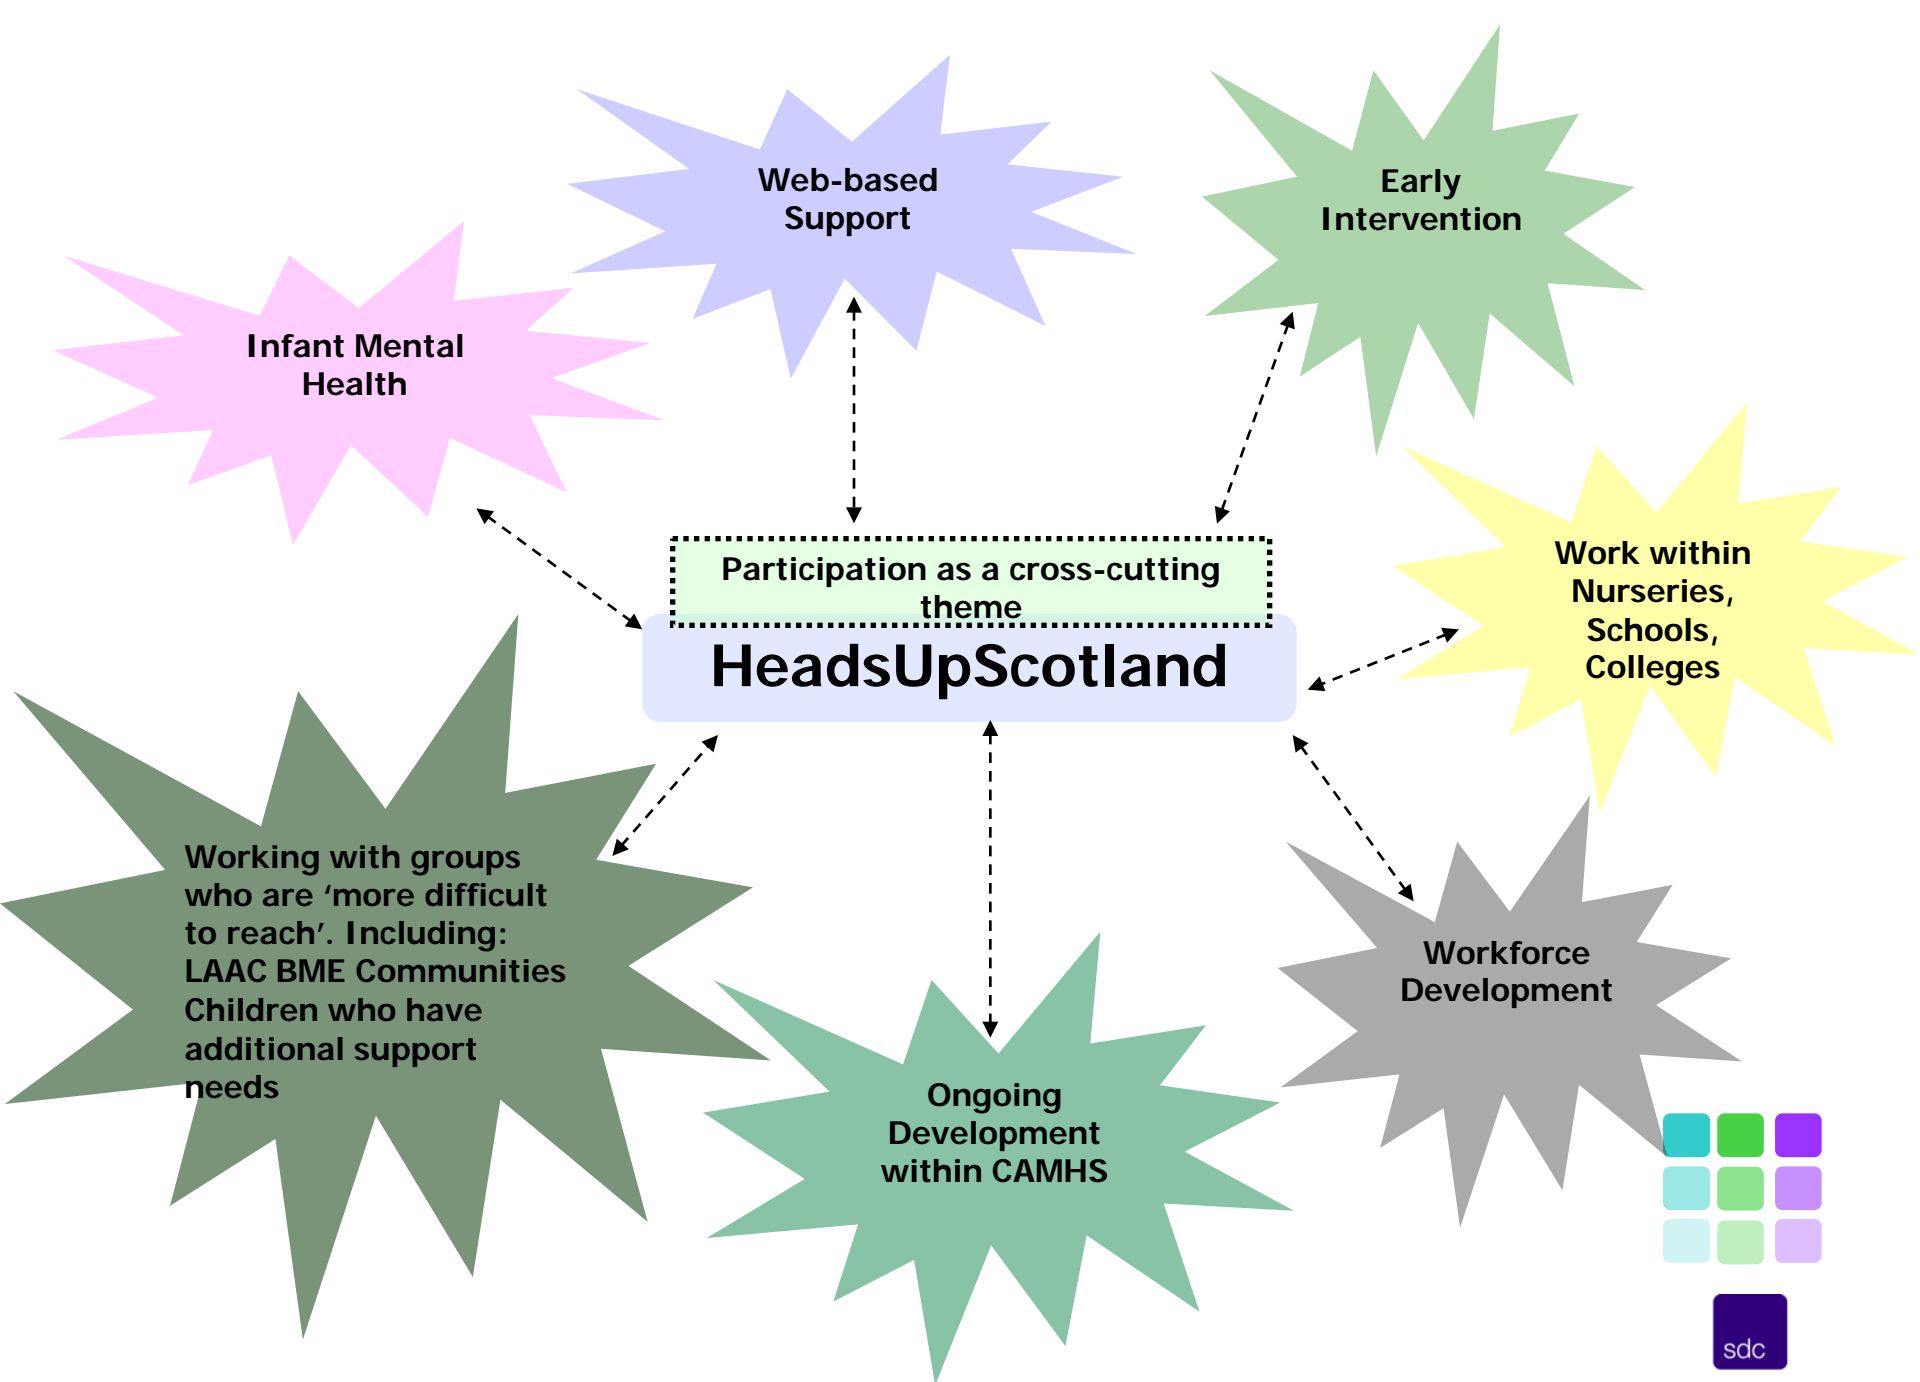 Web-based
Support
Early
Intervention
Infant Mental
Health
Participation as a cross-cutting
theme
HeadsUpScotland
Work within
Nurseries,
Schools,
Colleges
Working with groups
who are ‘more difficult
to reach’. Including:
LAAC BME Communities
Children who have
additional support
needs
Ongoing
Development
within CAMHS
Workforce
Development
sdc